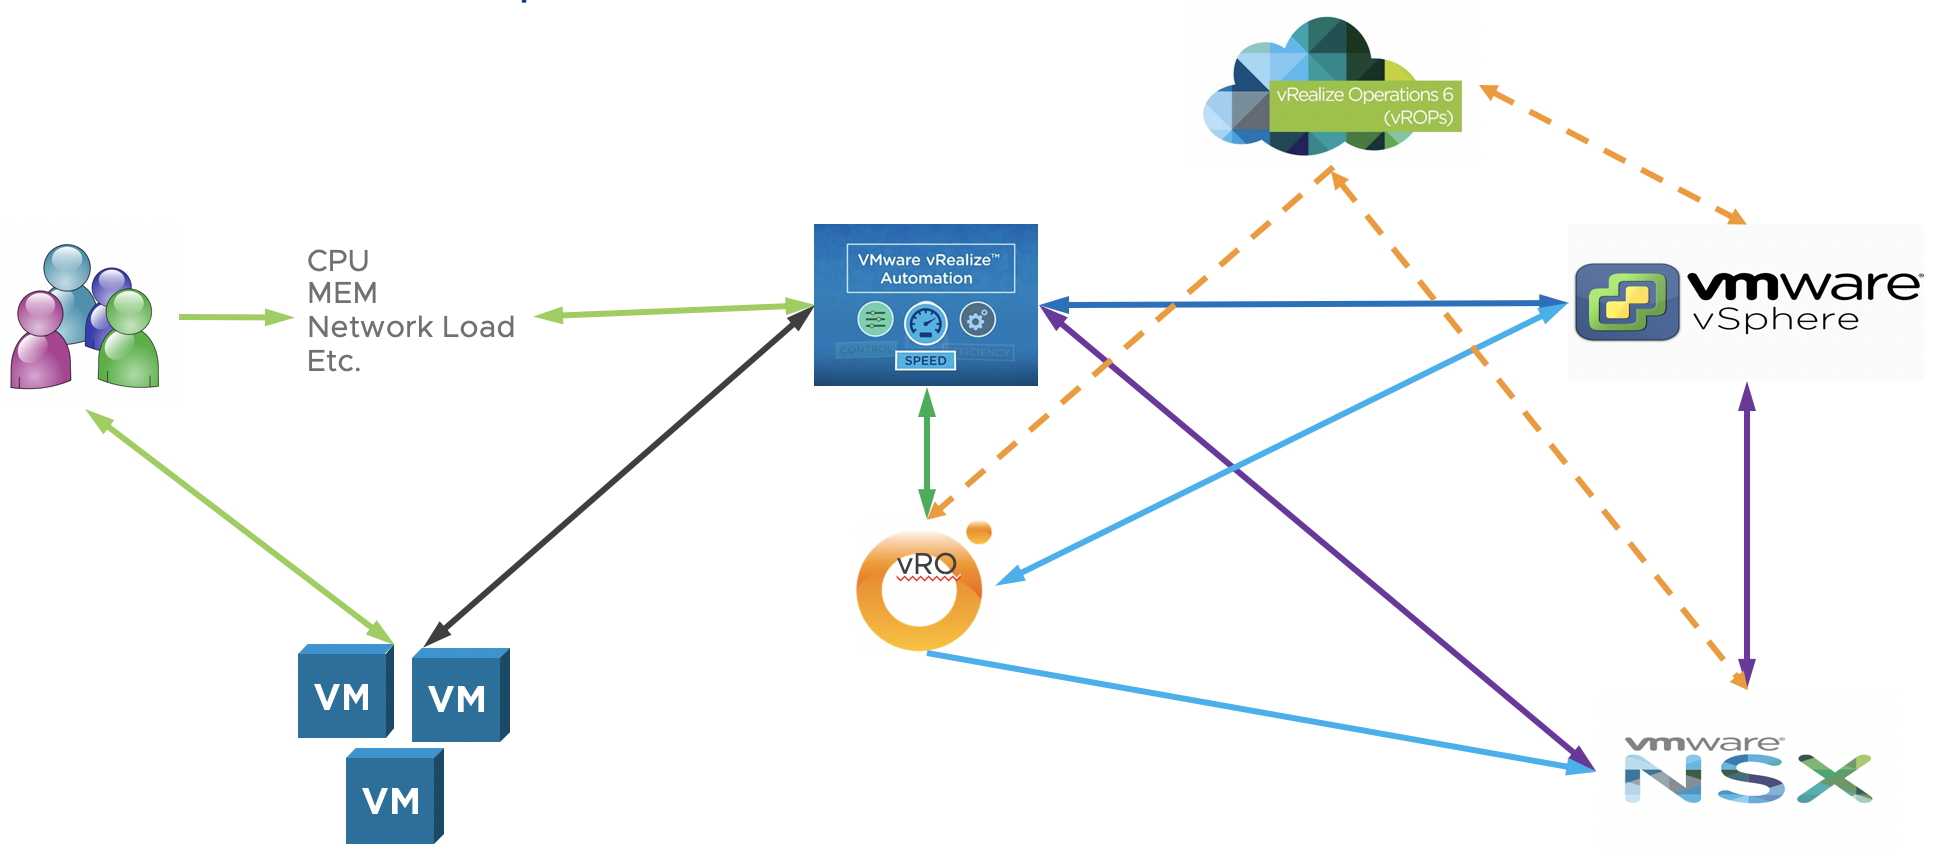 vRealize Operations 6
(vROPs)
CPU
MEM
Network Load
Etc.
VMware vRealize™
Automation
CONTROL
SPEED
vmware®
vSphere
vRO
VM
VM
VM
vmware®
NSX